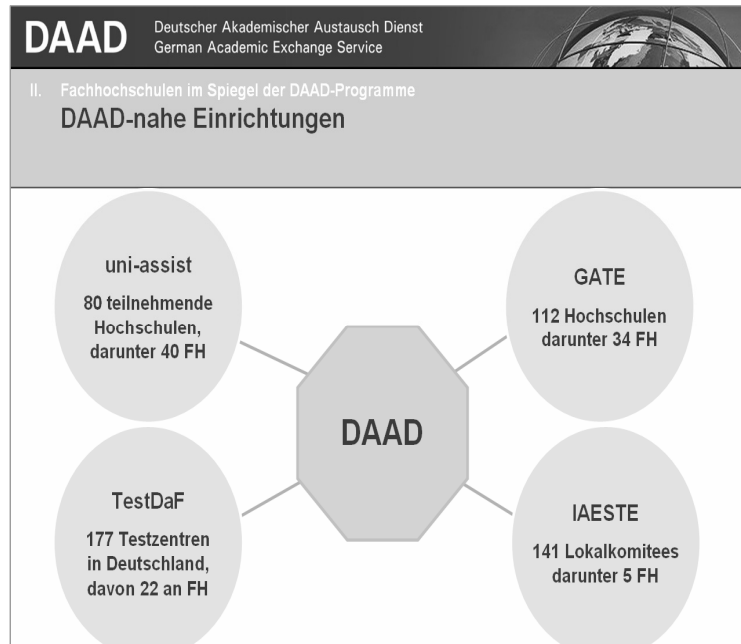 DAAD
Deutscher Akademischer Austausch Dienst
German Academic Exchange Service
II. Fachhochschulen im Spiegel der DAAD-Programme
DAAD-nahe Einrichtungen
uni-assist
80 teilnehmende
Hochschulen,
darunter 40 FH
GATE
112 Hochschulen
darunter 34 FH
DAAD
TestDaF
177 Testzentren
in Deutschland,
davon 22 an FH
IAESTE
141 Lokalkomitees
darunter 5 FH